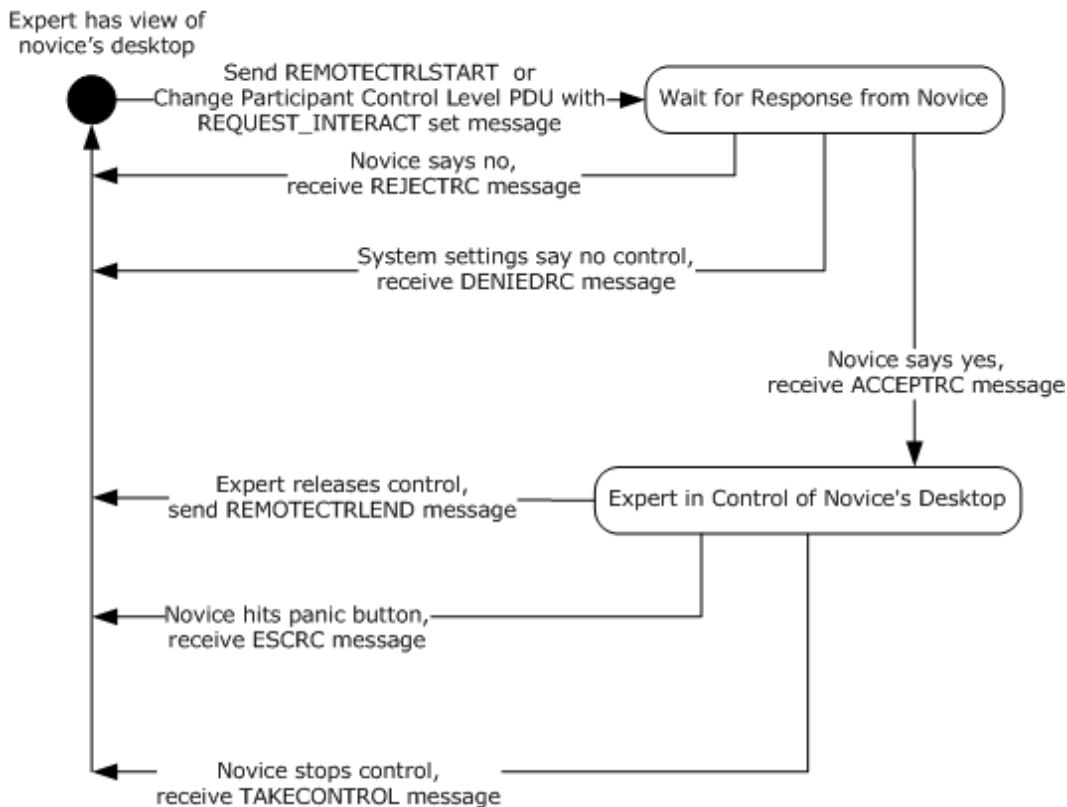 Expert has view of
novice's desktop
Send REMOTECTRLSTART or
Change Participant Control Level PDU with
REQUEST_INTERACT set message
Wait for Response from Novice
Novice says no,
receive REJECTRC message
System settings say no control,
receive DENIEDRC message
Novice says yes,
receive ACCEPTRC message
Expert releases control,
send REMOTECTRLEND message
Expert in Control of Novice's Desktop
Novice hits panic button,
receive ESCRC message
Novice stops control,
receive TAKECONTROL message